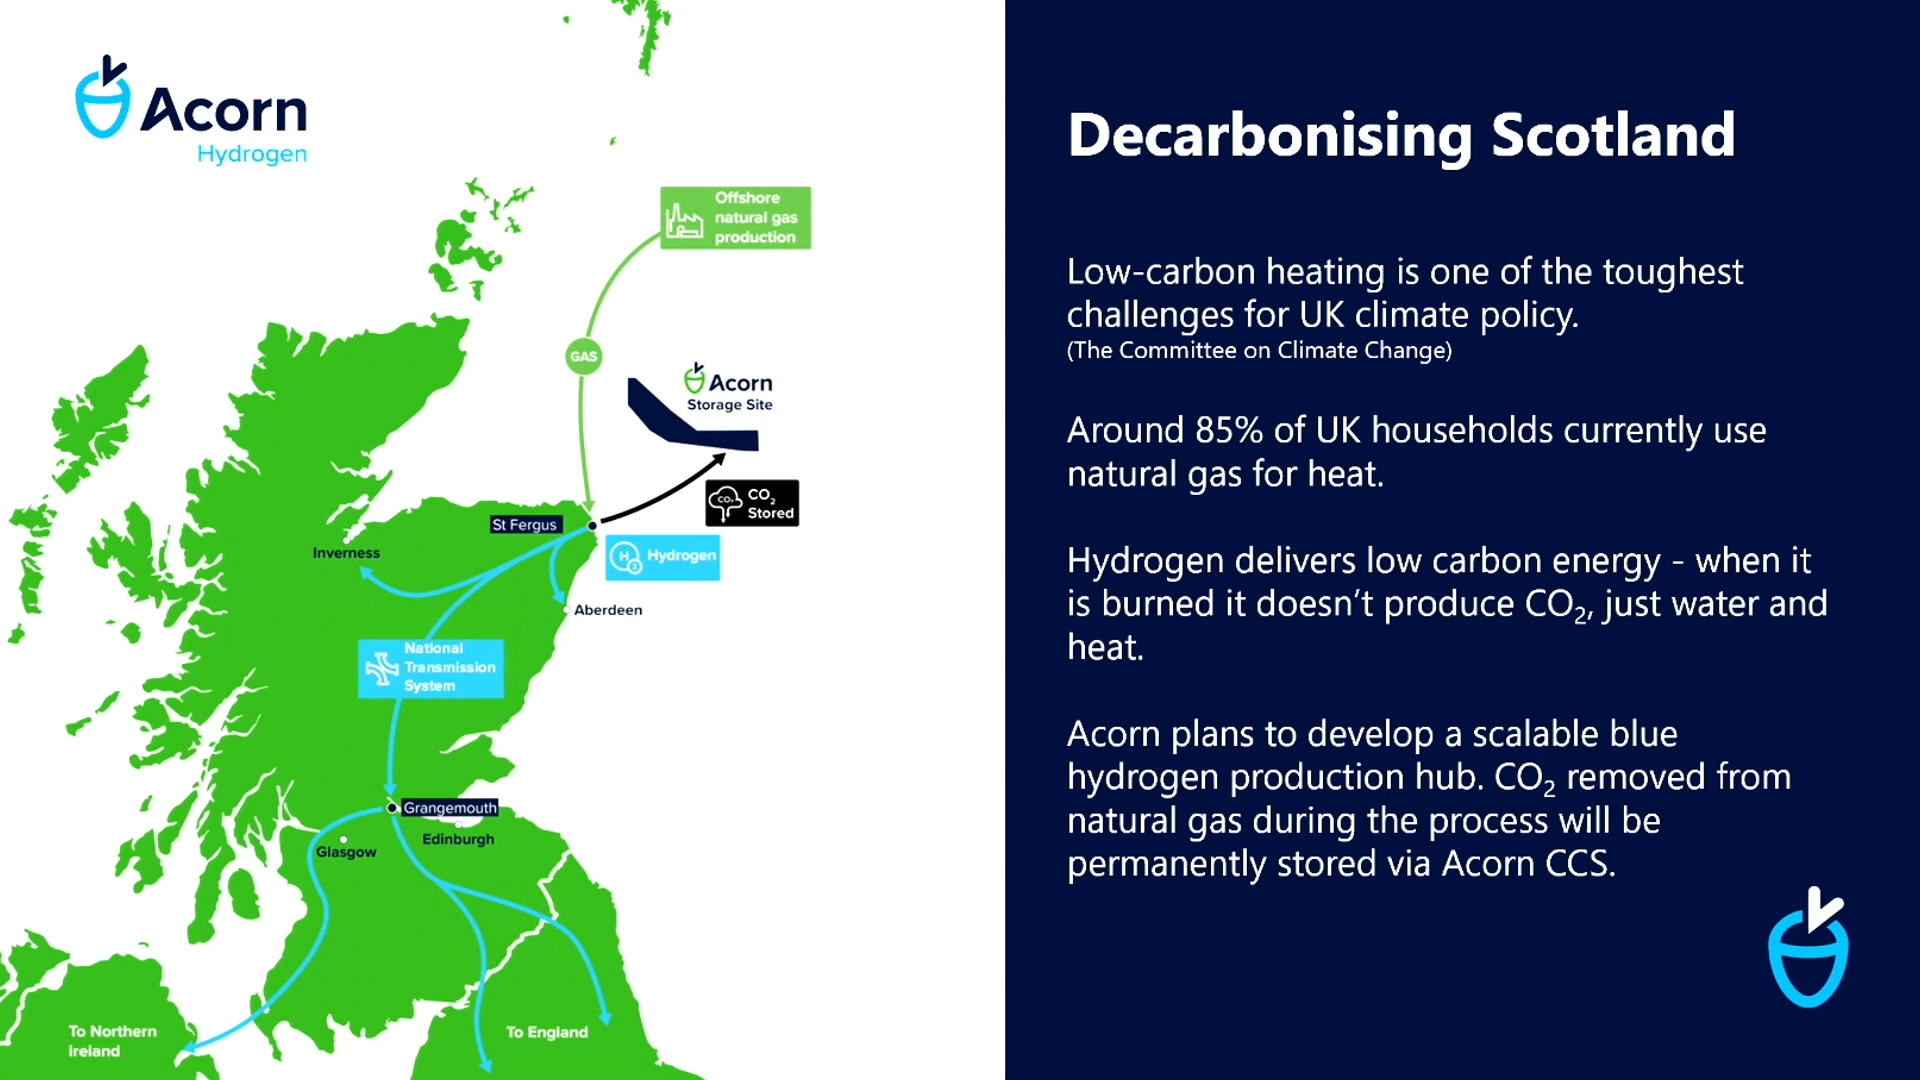 Acorn
Hydrogen
Offshore
natural gas
production
GAS
Acorn
Storage Site
CO₂
CO₂
Stored
St Fergus
H
2
Hydrogen
Inverness
Aberdeen
National
Transmission
System
Grangemouth
Edinburgh
Glasgow
To Northern
Ireland
To England
Decarbonising Scotland
Low-carbon heating is one of the toughest
challenges for UK climate policy.
(The Committee on Climate Change)
Around 85% of UK households currently use
natural gas for heat.
Hydrogen delivers low carbon energy - when it
is burned it doesn’t produce CO₂, just water and
heat.
Acorn plans to develop a scalable blue
hydrogen production hub. CO₂ removed from
natural gas during the process will be
permanently stored via Acorn CCS.